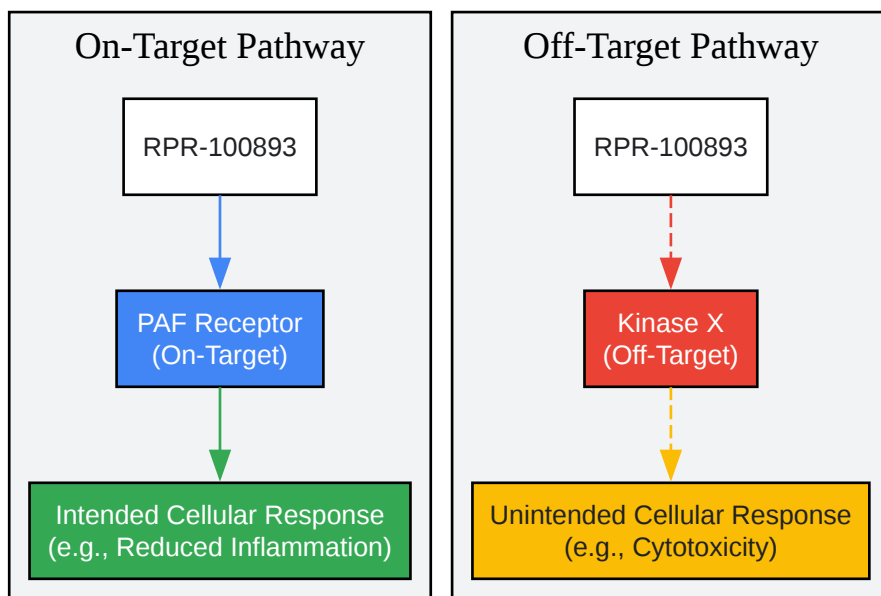 On-Target Pathway
RPR-100893
PAF Receptor
(On-Target)
Intended Cellular Response
(e.g., Reduced Inflammation)
Off-Target Pathway
RPR-100893
Kinase X
(Off-Target)
Unintended Cellular Response
(e.g., Cytotoxicity)